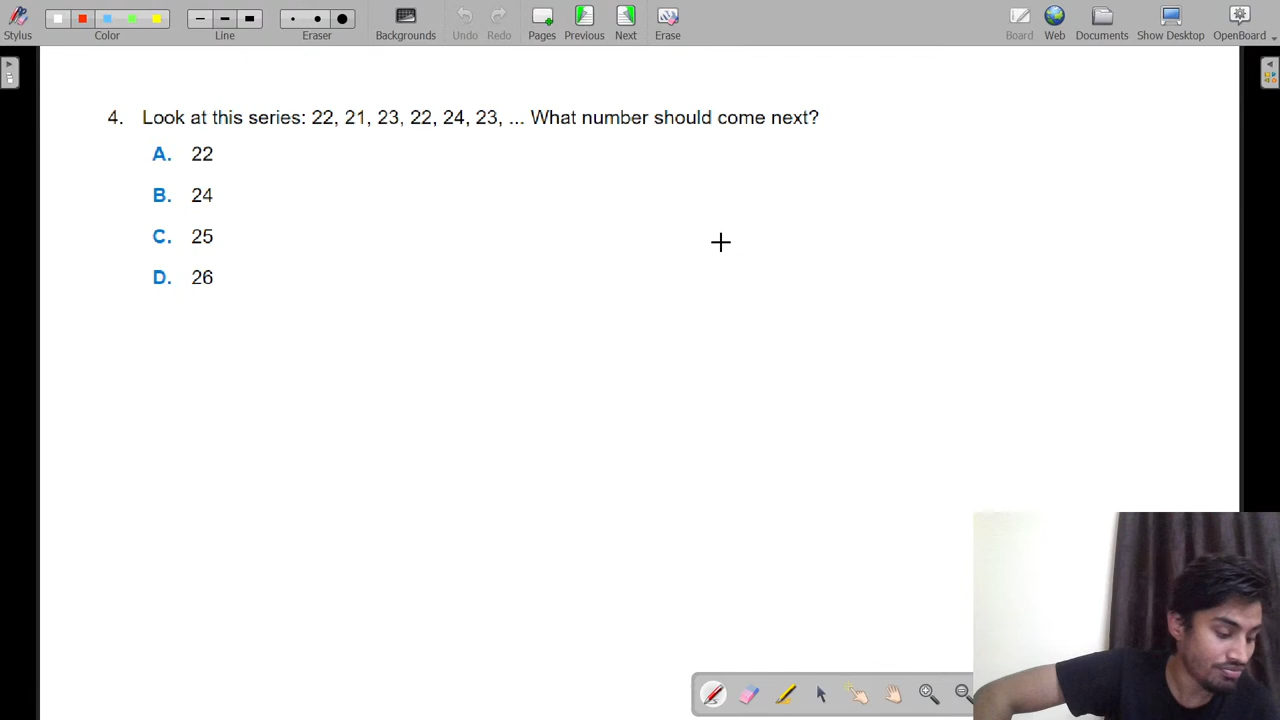 Stylus Color Line Eraser Backgrounds Undo Redo Pages Previous Next Erase Board Web Documents Show Desktop OpenBoard
4. Look at this series: 22, 21, 23, 22, 24, 23, ... What number should come next?
A. 22
B. 24
C. 25
D. 26